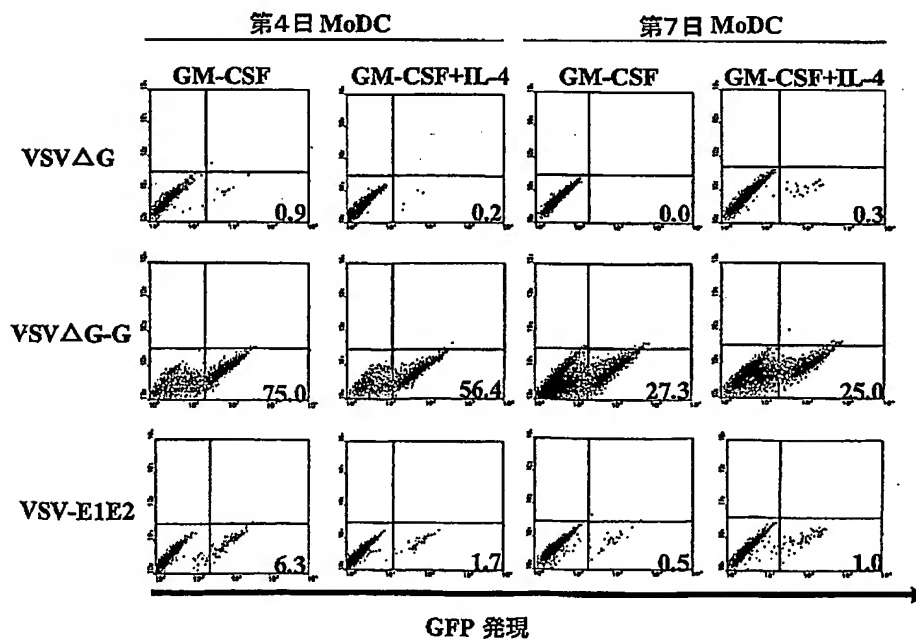 第4日 MoDC 第7日 MoDC
GM-CSF GM-CSF+IL-4 GM-CSF GM-CSF+IL-4
VSV△G 0.9 0.2 0.0 0.3
VSV△G-G 75.0 56.4 27.3 25.0
VSV-E1E2 6.3 1.7 0.5 1.0
GFP 発現